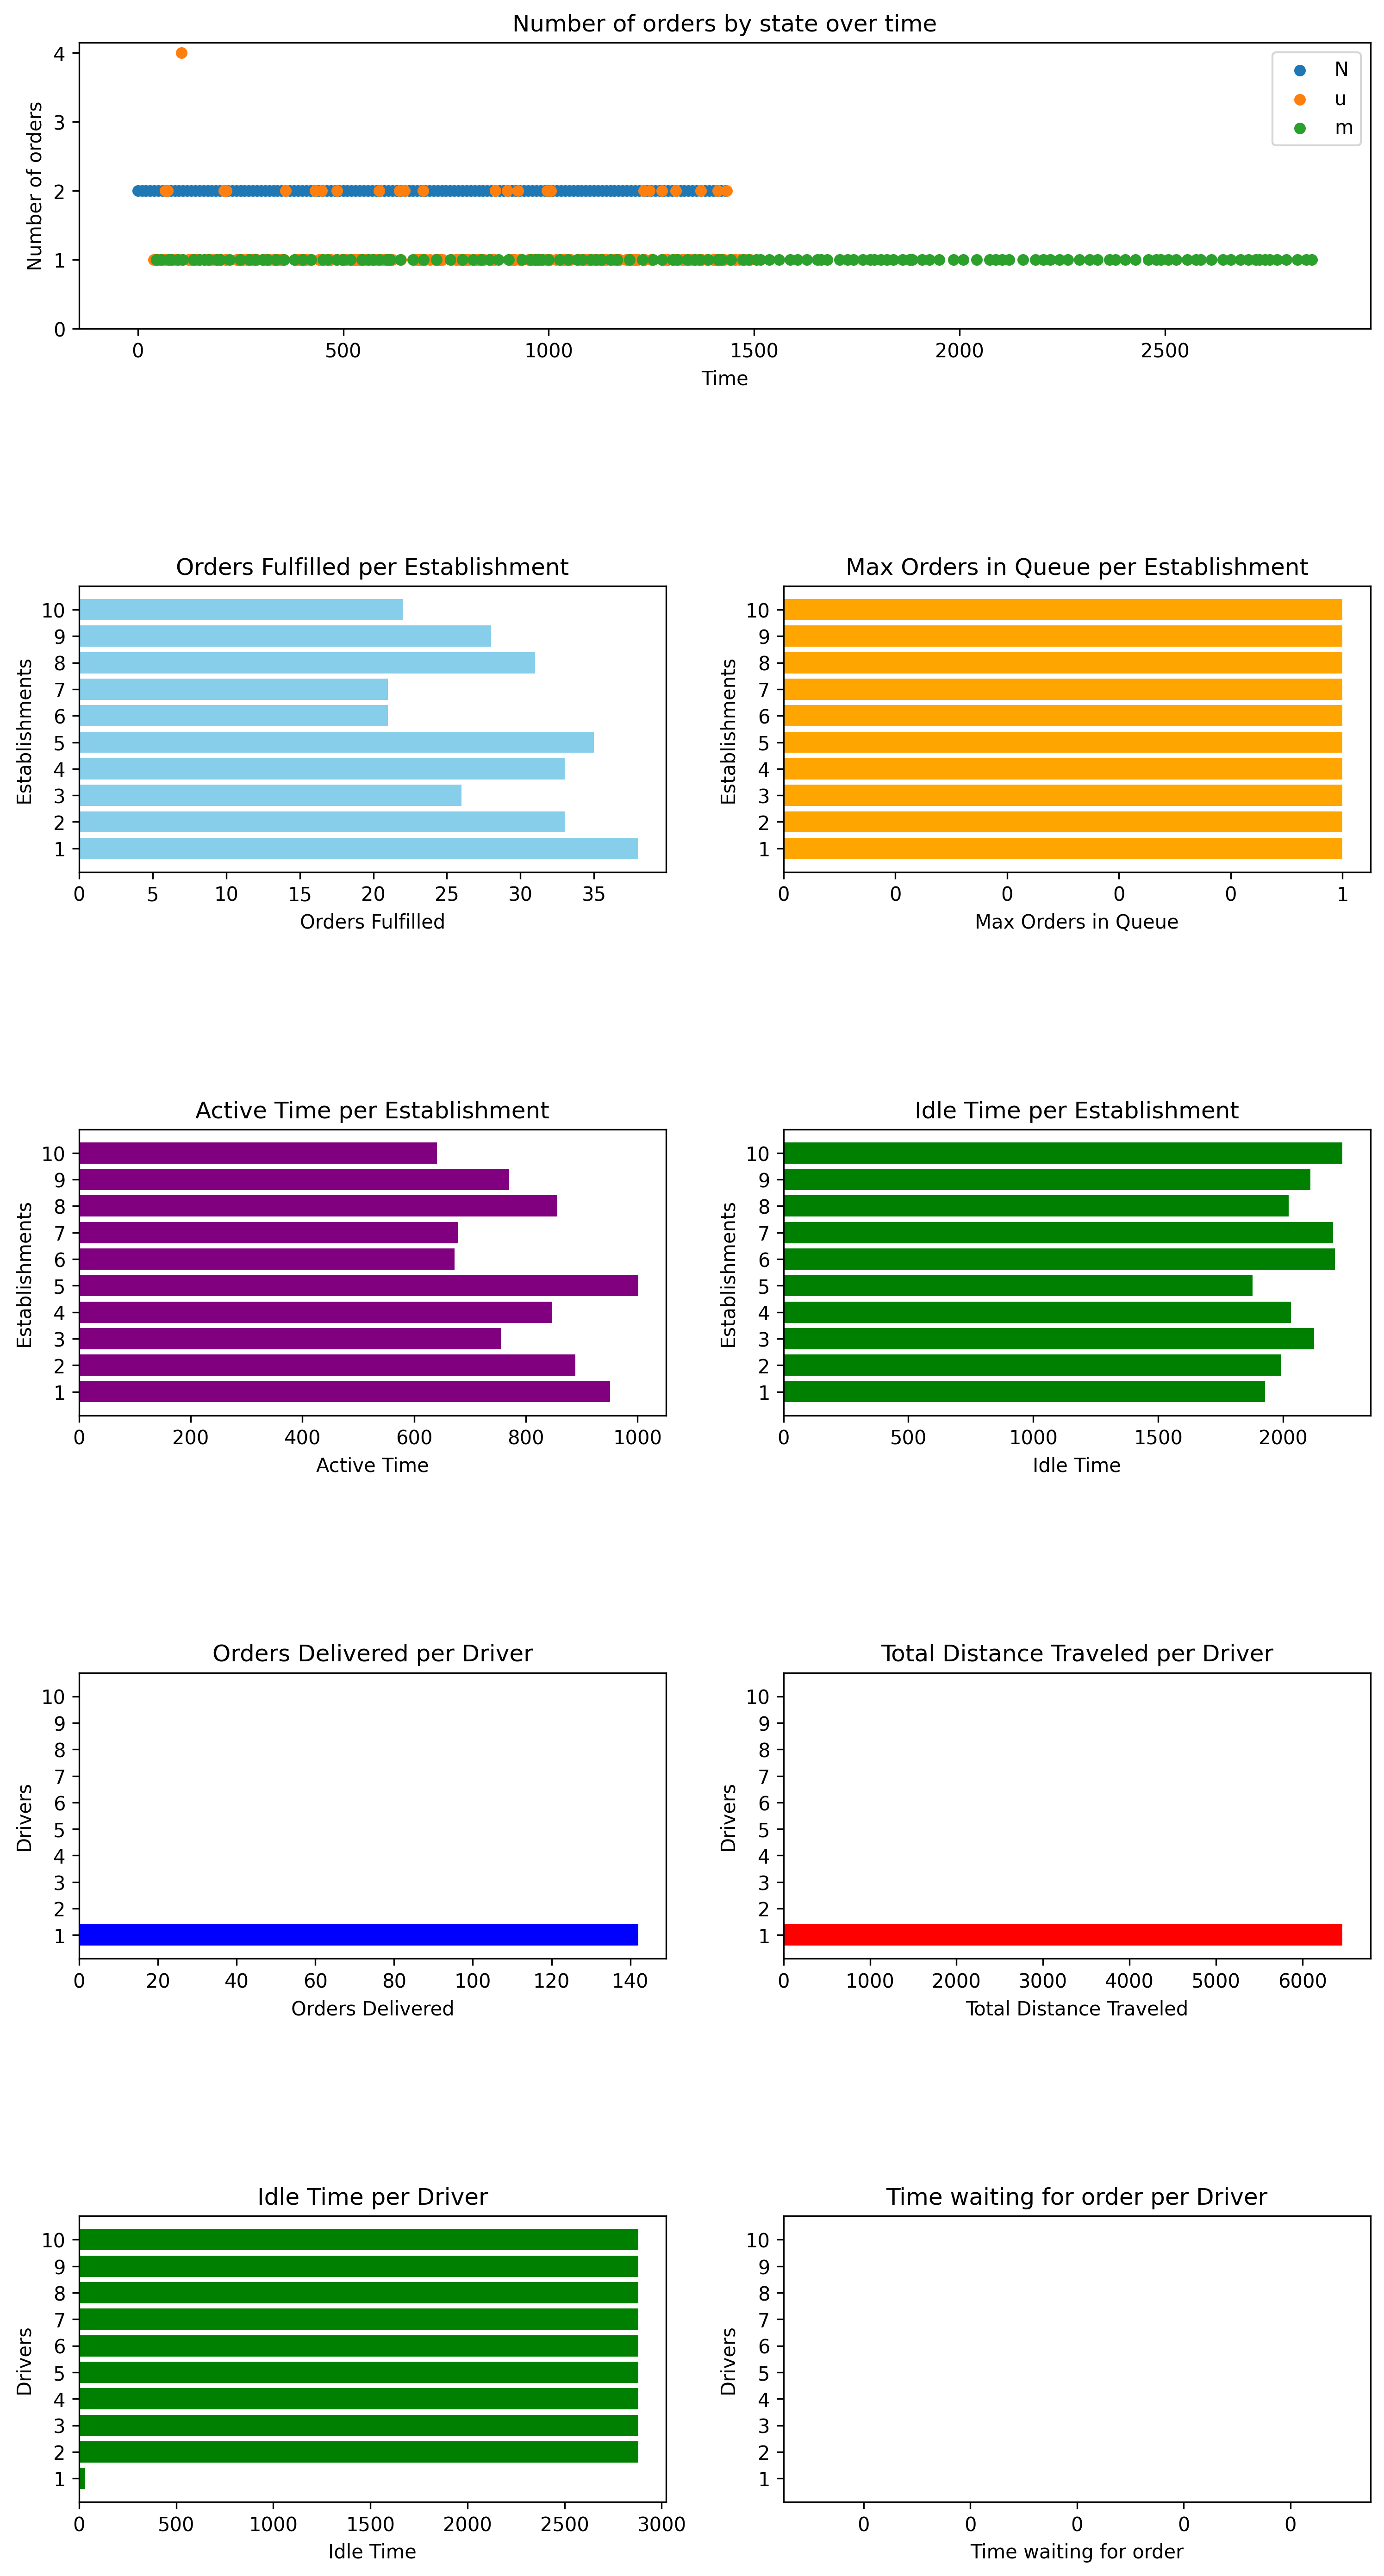 Number of orders by state over time
Number of orders
4
3
2
1
0
N
u
m
0 500 1000 1500 2000 2500
Time
Orders Fulfilled per Establishment
Establishments
10
9
8
7
6
5
4
3
2
1
0 5 10 15 20 25 30 35
Orders Fulfilled
Max Orders in Queue per Establishment
Establishments
10
9
8
7
6
5
4
3
2
1
0 0 0 0 0 1
Max Orders in Queue
Active Time per Establishment
Establishments
10
9
8
7
6
5
4
3
2
1
0 200 400 600 800 1000
Active Time
Idle Time per Establishment
Establishments
10
9
8
7
6
5
4
3
2
1
0 500 1000 1500 2000
Idle Time
Orders Delivered per Driver
Drivers
10
9
8
7
6
5
4
3
2
1
0 20 40 60 80 100 120 140
Orders Delivered
Total Distance Traveled per Driver
Drivers
10
9
8
7
6
5
4
3
2
1
0 1000 2000 3000 4000 5000 6000
Total Distance Traveled
Idle Time per Driver
Drivers
10
9
8
7
6
5
4
3
2
1
0 500 1000 1500 2000 2500 3000
Idle Time
Time waiting for order per Driver
Drivers
10
9
8
7
6
5
4
3
2
1
0 0 0 0 0
Time waiting for order